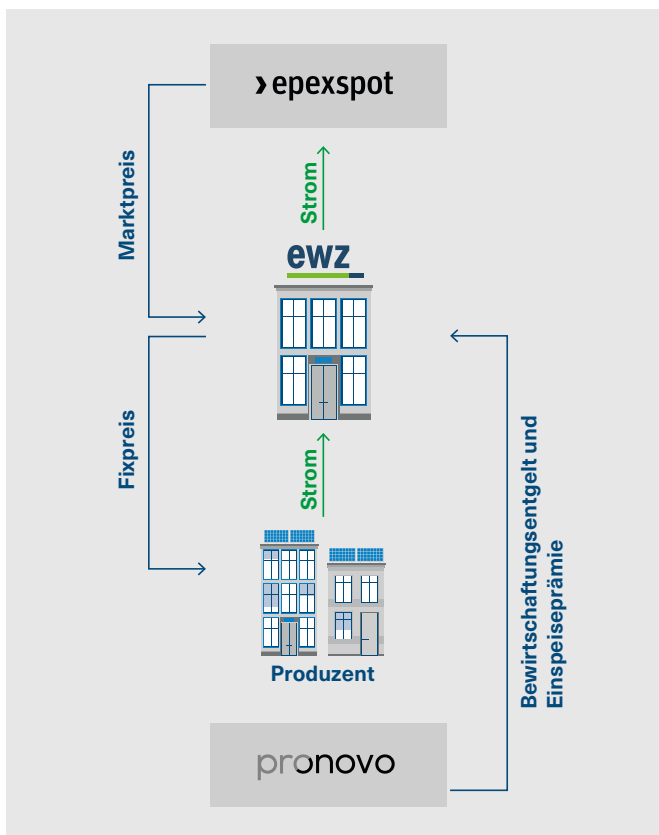 epexspot
Marktpreis
Strom
ewz
Fixpreis
Strom
Bewirtschaftungsentgelt und
Einspeiseprämie
Produzent
pronovo